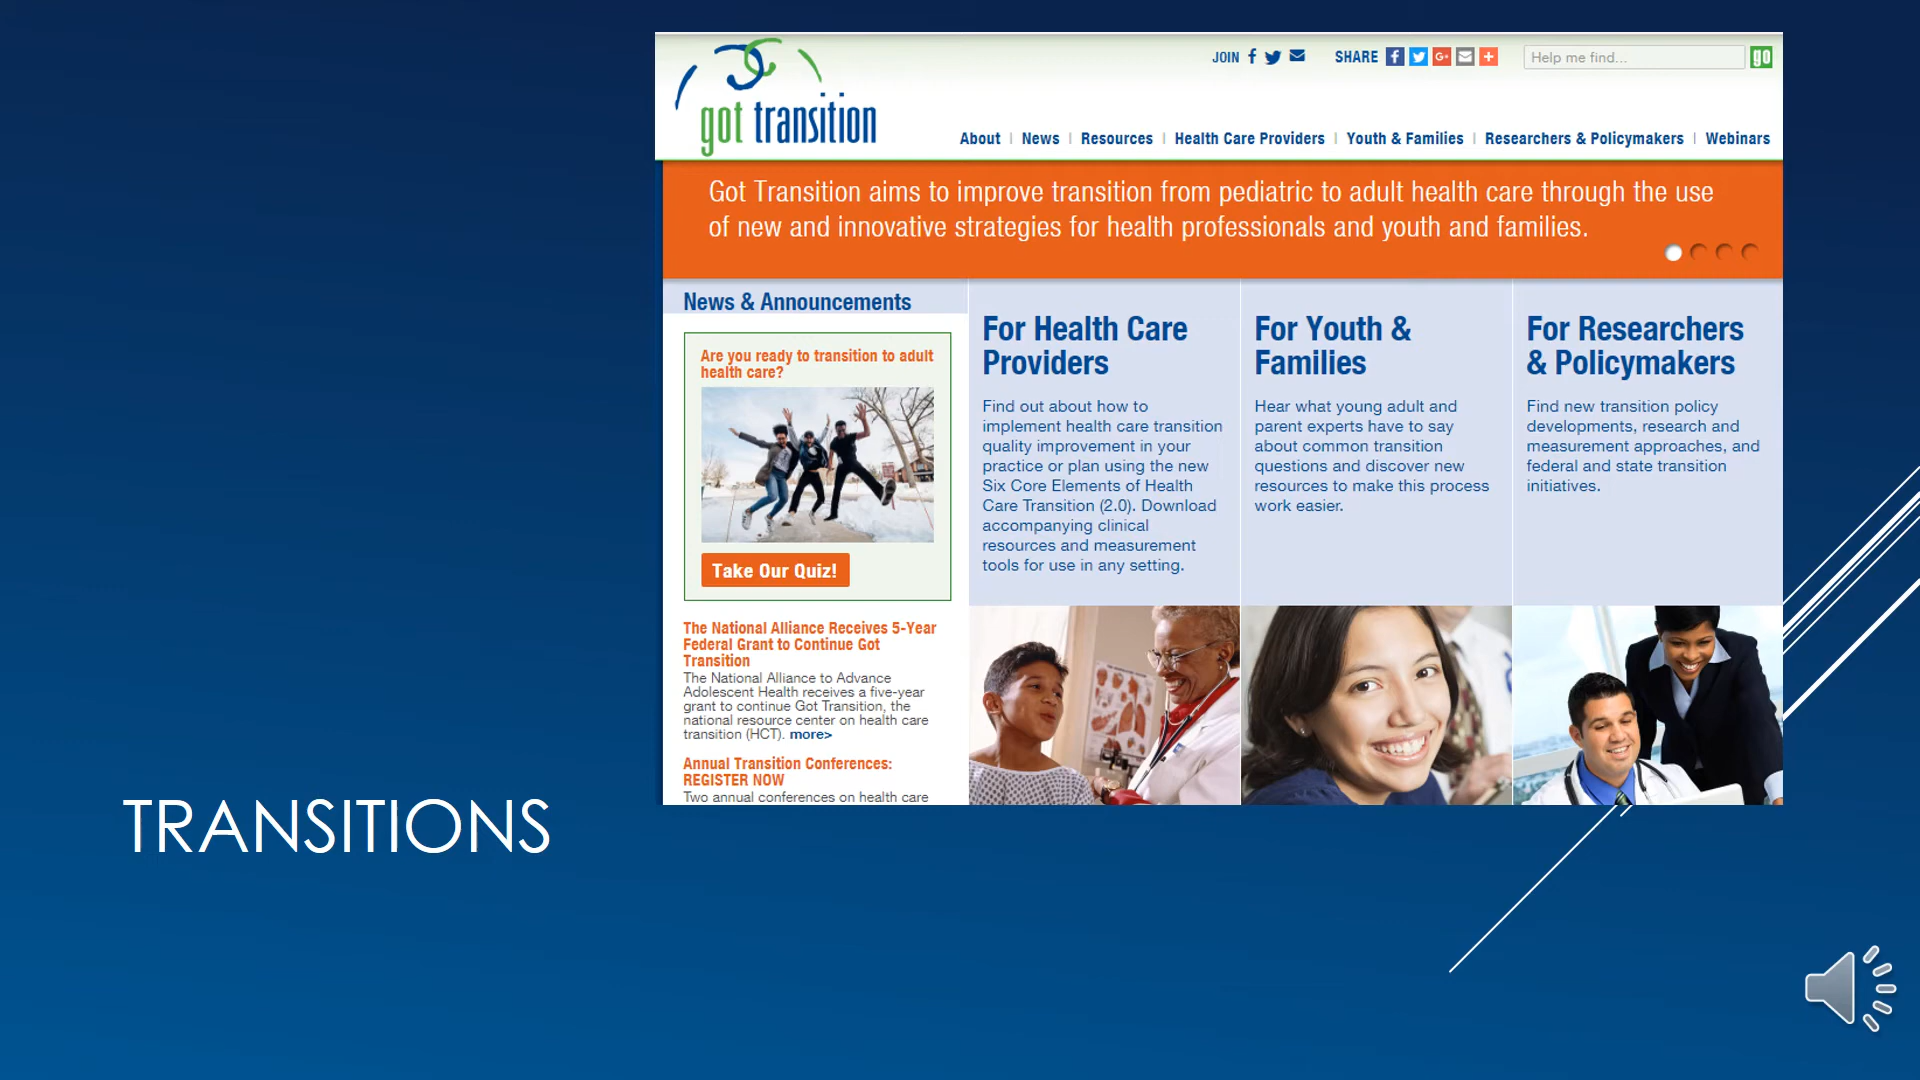 JOIN
SHARE
Help me find...
go
got transition
About | News | Resources | Health Care Providers | Youth & Families | Researchers & Policymakers | Webinars
Got Transition aims to improve transition from pediatric to adult health care through the use
of new and innovative strategies for health professionals and youth and families.
News & Announcements
Are you ready to transition to adult
health care?
Take Our Quiz!
The National Alliance Receives 5-Year
Federal Grant to Continue Got
Transition
The National Alliance to Advance
Adolescent Health receives a five-year
grant to continue Got Transition, the
national resource center on health care
transition (HCT). more>
Annual Transition Conferences:
REGISTER NOW
Two annual conferences on health care
For Health Care
Providers
Find out about how to
implement health care transition
quality improvement in your
practice or plan using the new
Six Core Elements of Health
Care Transition (2.0). Download
accompanying clinical
resources and measurement
tools for use in any setting.
For Youth &
Families
Hear what young adult and
parent experts have to say
about common transition
questions and discover new
resources to make this process
work easier.
For Researchers
& Policymakers
Find new transition policy
developments, research and
measurement approaches, and
federal and state transition
initiatives.
TRANSITIONS